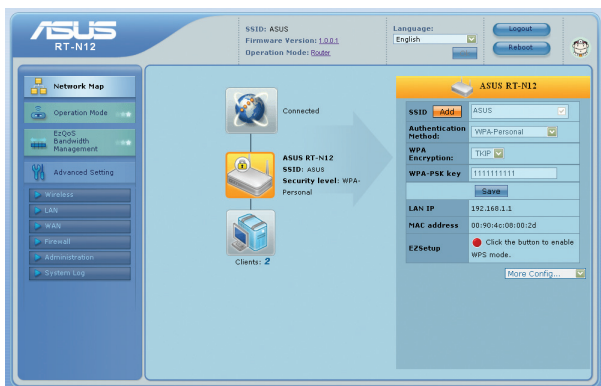 ASUS
RT-N12
SSID: ASUS
Firmware Version: 1.0.0.1
Operation Mode: Router
Language:
English
Logout
Reboot
Network Map
Operation Mode
EzQoS
Bandwidth
Management
Advanced Setting
Wireless
LAN
WAN
Firewall
Administration
System Log
Connected
ASUS RT-N12
SSID: ASUS
Security level: WPA-
Personal
Clients: 2
ASUS RT-N12
SSID Add ASUS
Authentication
Method: WPA-Personal
WPA
Encryption: TKIP
WPA-PSK key 1111111111
Save
LAN IP 192.168.1.1
MAC address 00:90:4c:08:00:2d
EZSetup Click the button to enable
WPS mode.
More Config...